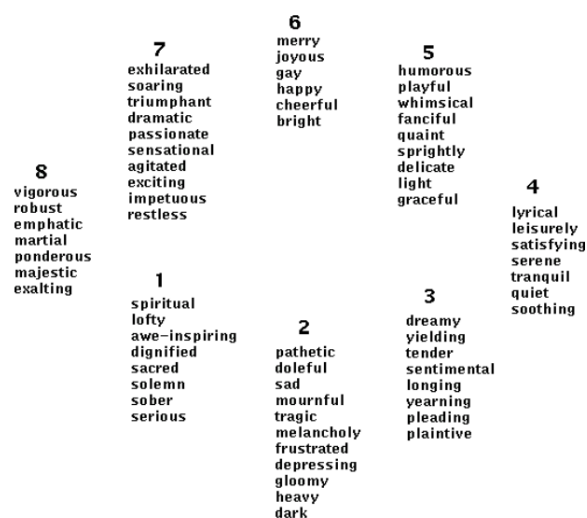 6
merry
joyous
gay
happy
cheerful
bright
7
exhilarated
soaring
triumphant
dramatic
passionate
sensational
agitated
exciting
impetuous
restless
5
humorous
playful
whimsical
fanciful
quaint
sprightly
delicate
light
graceful
8
vigorous
robust
emphatic
martial
ponderous
majestic
exalting
4
lyrical
leisurely
satisfying
serene
tranquil
quiet
soothing
1
spiritual
lofty
awe-inspiring
dignified
sacred
solemn
sober
serious
2
pathetic
doleful
sad
mournful
tragic
melancholy
frustrated
depressing
gloomy
heavy
dark
3
dreamy
yielding
tender
sentimental
longing
yearning
pleading
plaintive